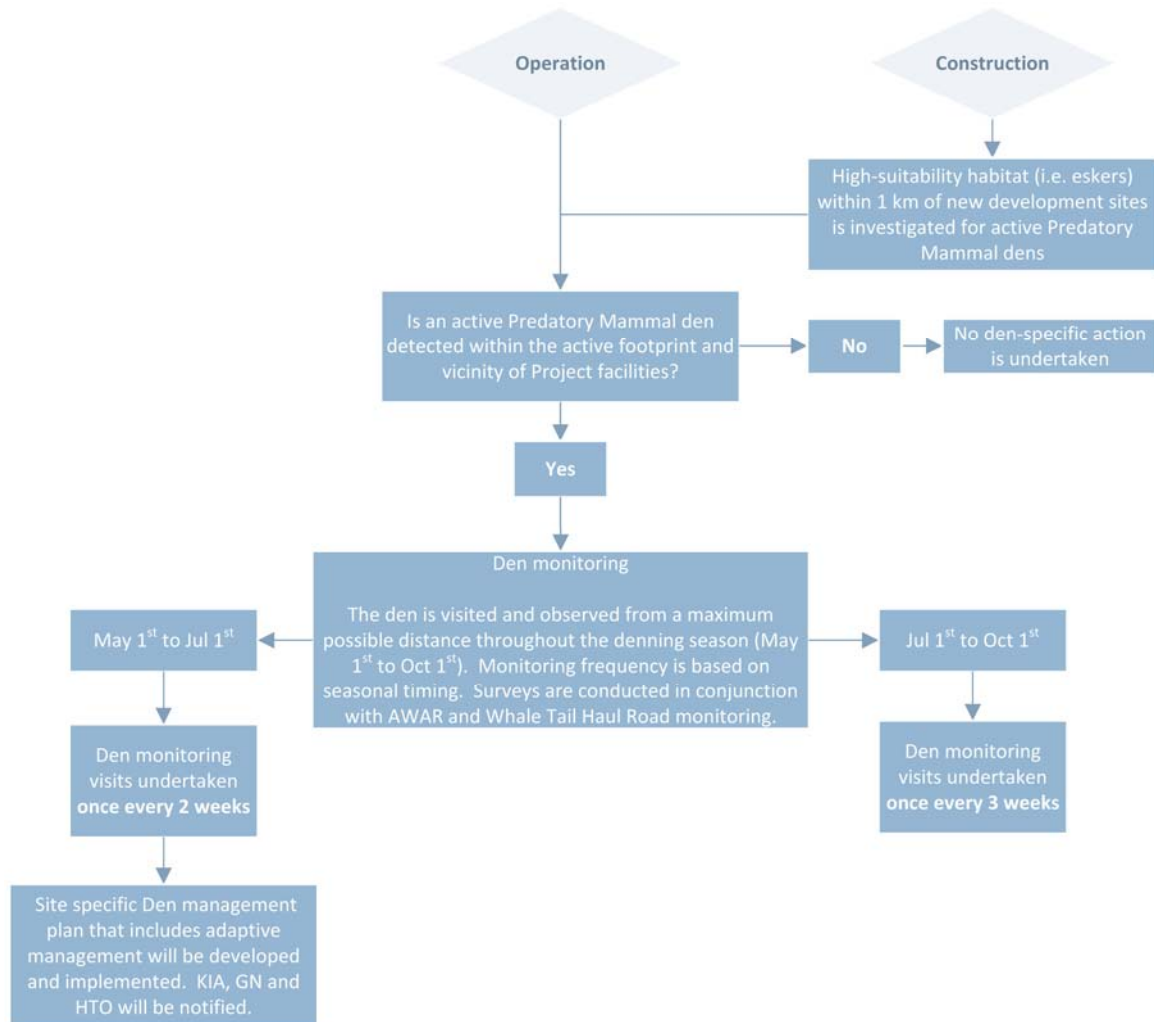 Operation
Construction
High-suitability habitat (i.e. eskers)
within 1 km of new development sites
is investigated for active Predatory
Mammal dens
Is an active Predatory Mammal den
detected within the active footprint and
vicinity of Project facilities?
No
No den-specific action
is undertaken
Yes
Den monitoring
The den is visited and observed from a maximum
possible distance throughout the denning season (May
1st to Oct 1st). Monitoring frequency is based on
seasonal timing. Surveys are conducted in conjunction
with AWAR and Whale Tail Haul Road monitoring.
May 1st to Jul 1st
Den monitoring
visits undertaken
once every 2 weeks
Site specific Den management
plan that includes adaptive
management will be developed
and implemented. KIA, GN and
HTO will be notified.
Jul 1st to Oct 1st
Den monitoring
visits undertaken
once every 3 weeks